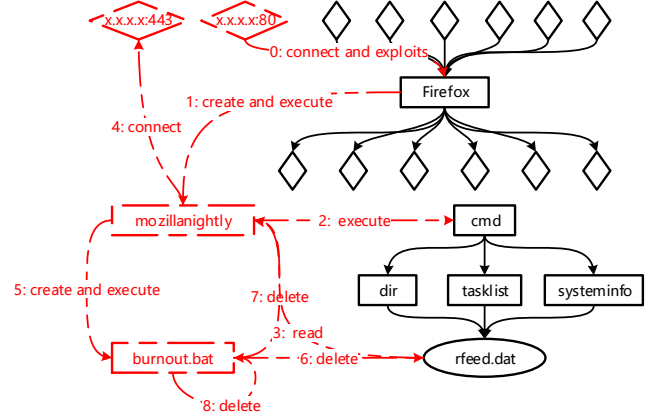 x.x.x.x:443
x.x.x.x:80
0: connect and exploits
Firefox
1: create and execute
4: connect
mozillanightly
2: execute
cmd
5: create and execute
7: delete
dir
tasklist
systeminfo
3: read
burnout.bat
6: delete
rfeed.dat
8: delete